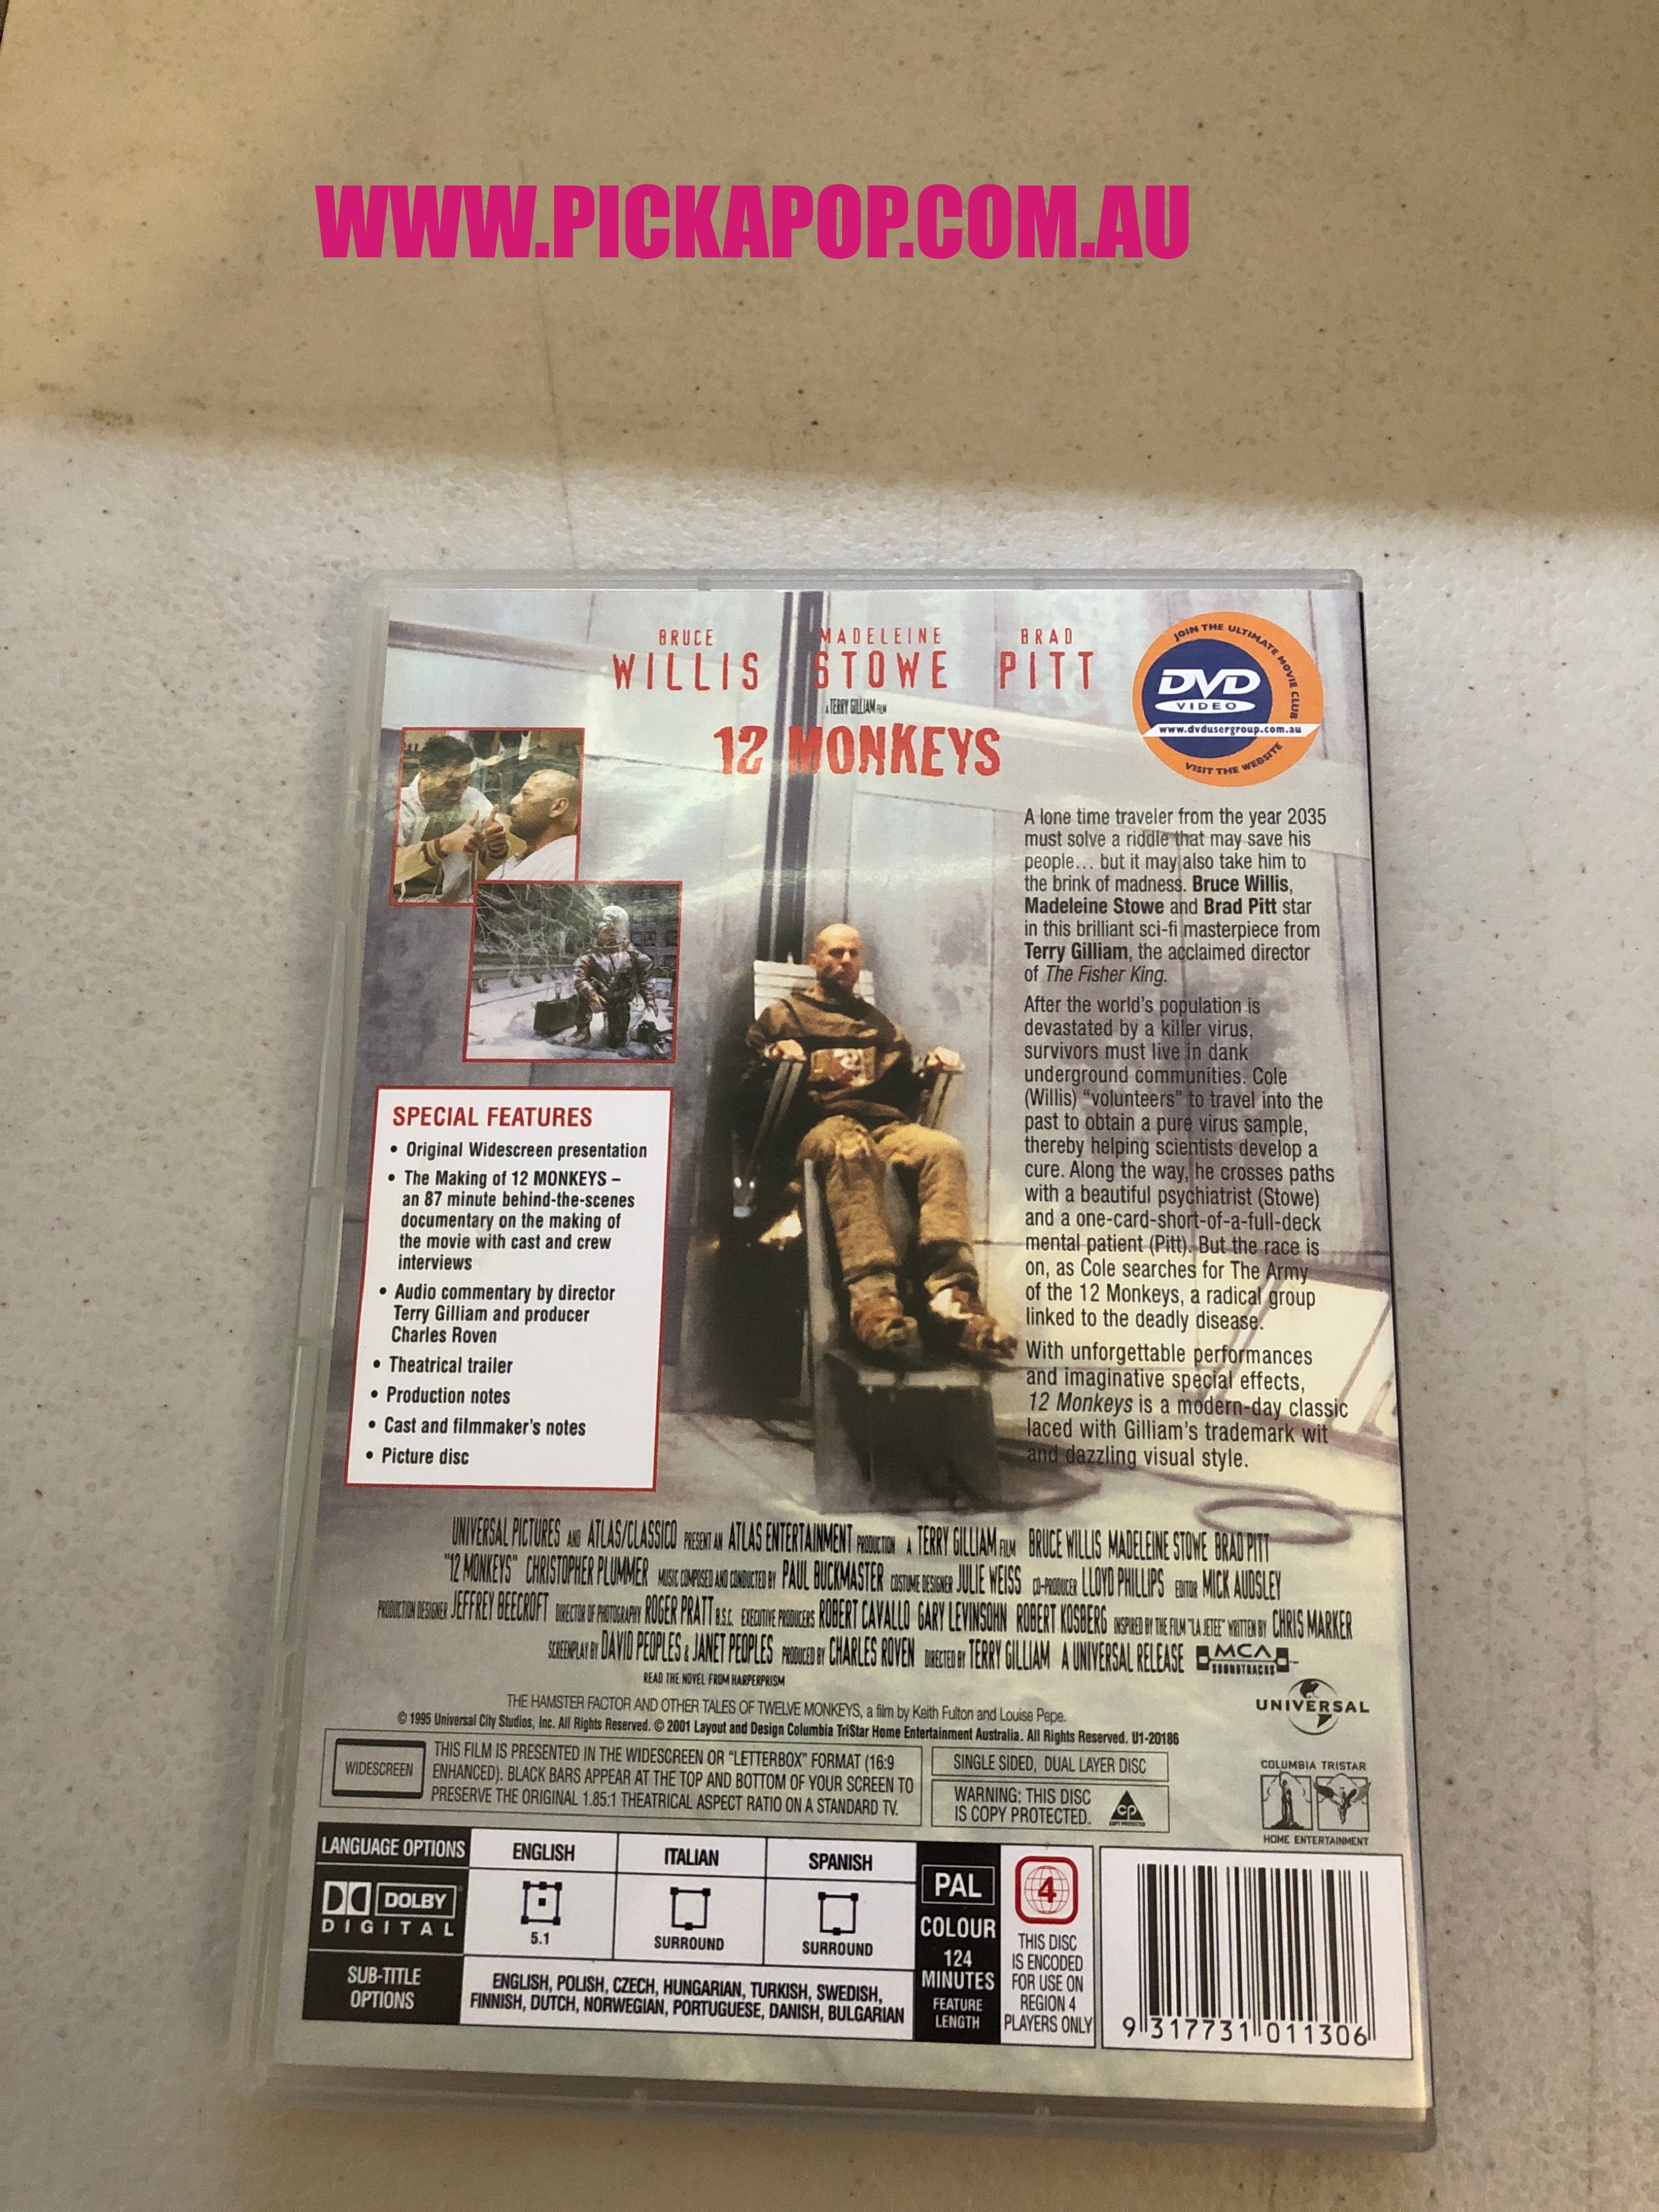 WWW.PICKAPOP.COM.AU
BRUCE MADELEINE BRAD
WILLIS STOWE PITT
A TERRY GILLIAM FILM
12 MONKEYS
JOIN THE ULTIMATE MOVIE CLUB
DVD
VIDEO
www.dvdusergroup.com.au
VISIT THE WEBSITE
A lone time traveler from the year 2035
must solve a riddle that may save his
people... but it may also take him to
the brink of madness. Bruce Willis,
Madeleine Stowe and Brad Pitt star
in this brilliant sci-fi masterpiece from
Terry Gilliam, the acclaimed director
of The Fisher King.
After the world's population is
devastated by a killer virus,
survivors must live in dank
underground communities. Cole
(Willis) "volunteers" to travel into the
past to obtain a pure virus sample,
thereby helping scientists develop a
cure. Along the way, he crosses paths
with a beautiful psychiatrist (Stowe)
and a one-card-short-of-a-full-deck
mental patient (Pitt). But the race is
on, as Cole searches for The Army
of the 12 Monkeys, a radical group
linked to the deadly disease.
With unforgettable performances
and imaginative special effects,
12 Monkeys is a modern-day classic
laced with Gilliam's trademark wit
and dazzling visual style.
SPECIAL FEATURES
• Original Widescreen presentation
• The Making of 12 MONKEYS –
an 87 minute behind-the-scenes
documentary on the making of
the movie with cast and crew
interviews
• Audio commentary by director
Terry Gilliam and producer
Charles Roven
• Theatrical trailer
• Production notes
• Cast and filmmaker's notes
• Picture disc
UNIVERSAL PICTURES AND ATLAS/CLASSICO PRESENT AN ATLAS ENTERTAINMENT PRODUCTION A TERRY GILLIAM FILM BRUCE WILLIS MADELEINE STOWE BRAD PITT
"12 MONKEYS" CHRISTOPHER PLUMMER MUSIC COMPOSED AND CONDUCTED BY PAUL BUCKMASTER COSTUME DESIGNER JULIE WEISS CO-PRODUCER LLOYD PHILLIPS EDITOR MICK AUDSLEY
PRODUCTION DESIGNER JEFFREY BEECROFT DIRECTOR OF PHOTOGRAPHY ROGER PRATT B.S.C. EXECUTIVE PRODUCERS ROBERT CAVALLO GARY LEVINSOHN ROBERT KOSBERG INSPIRED BY THE FILM "LA JETEE" WRITTEN BY CHRIS MARKER
SCREENPLAY BY DAVID PEOPLES & JANET PEOPLES PRODUCED BY CHARLES ROVEN DIRECTED BY TERRY GILLIAM A UNIVERSAL RELEASE MCA SOUNDTRACKS
READ THE NOVEL FROM HARPERPRISM
THE HAMSTER FACTOR AND OTHER TALES OF TWELVE MONKEYS, a film by Keith Fulton and Louise Pepe.
© 1995 Universal City Studios, Inc. All Rights Reserved. © 2001 Layout and Design Columbia TriStar Home Entertainment Australia. All Rights Reserved. U1-20186
UNIVERSAL
WIDESCREEN
THIS FILM IS PRESENTED IN THE WIDESCREEN OR "LETTERBOX" FORMAT (16:9
ENHANCED). BLACK BARS APPEAR AT THE TOP AND BOTTOM OF YOUR SCREEN TO
PRESERVE THE ORIGINAL 1.85:1 THEATRICAL ASPECT RATIO ON A STANDARD TV.
SINGLE SIDED, DUAL LAYER DISC
WARNING: THIS DISC
IS COPY PROTECTED.
CP
COPY PROTECTED
COLUMBIA TRISTAR
HOME ENTERTAINMENT
LANGUAGE OPTIONS ENGLISH ITALIAN SPANISH
DOLBY
DIGITAL
5.1 SURROUND SURROUND
SUB-TITLE
OPTIONS
ENGLISH, POLISH, CZECH, HUNGARIAN, TURKISH, SWEDISH,
FINNISH, DUTCH, NORWEGIAN, PORTUGUESE, DANISH, BULGARIAN
PAL
COLOUR
124
MINUTES
FEATURE
LENGTH
4
THIS DISC
IS ENCODED
FOR USE ON
REGION 4
PLAYERS ONLY
9 317731 011306